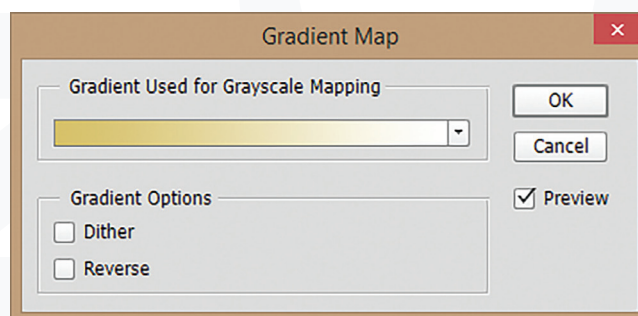 Gradient Map
Gradient Used for Grayscale Mapping
OK
Cancel
Preview
Gradient Options
Dither
Reverse